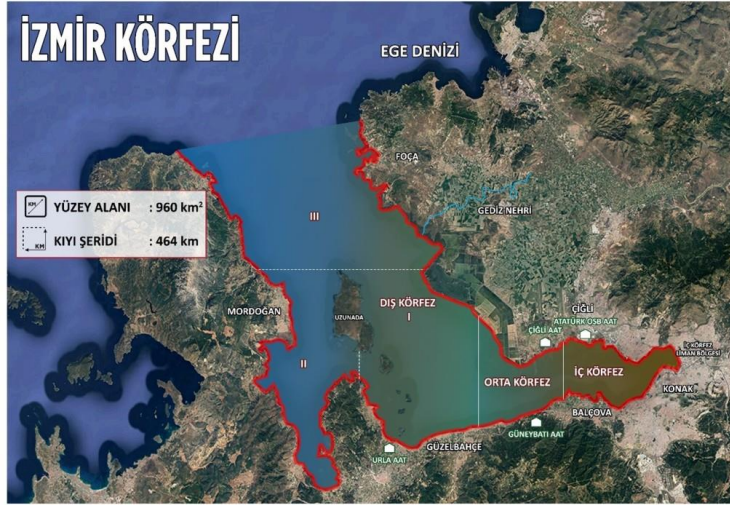 İZMİR KÖRFEZİ
EGE DENİZİ
FOÇA
GEDİZ NEHRİ
KM
YÜZEY ALANI : 960 km²
KM
KIYI ŞERİDİ : 464 km
III
MORDOĞAN
UZUNADA
DIŞ KÖRFEZ
I
ÇİĞLİ
ATATÜRK OSB AAT
ÇİĞLİ AAT
İÇ KÖRFEZ
LİMAN BÖLGESİ
II
ORTA KÖRFEZ
İÇ KÖRFEZ
KONAK
BALÇOVA
GÜNEYBATI AAT
GÜZELBAHÇE
URLA AAT